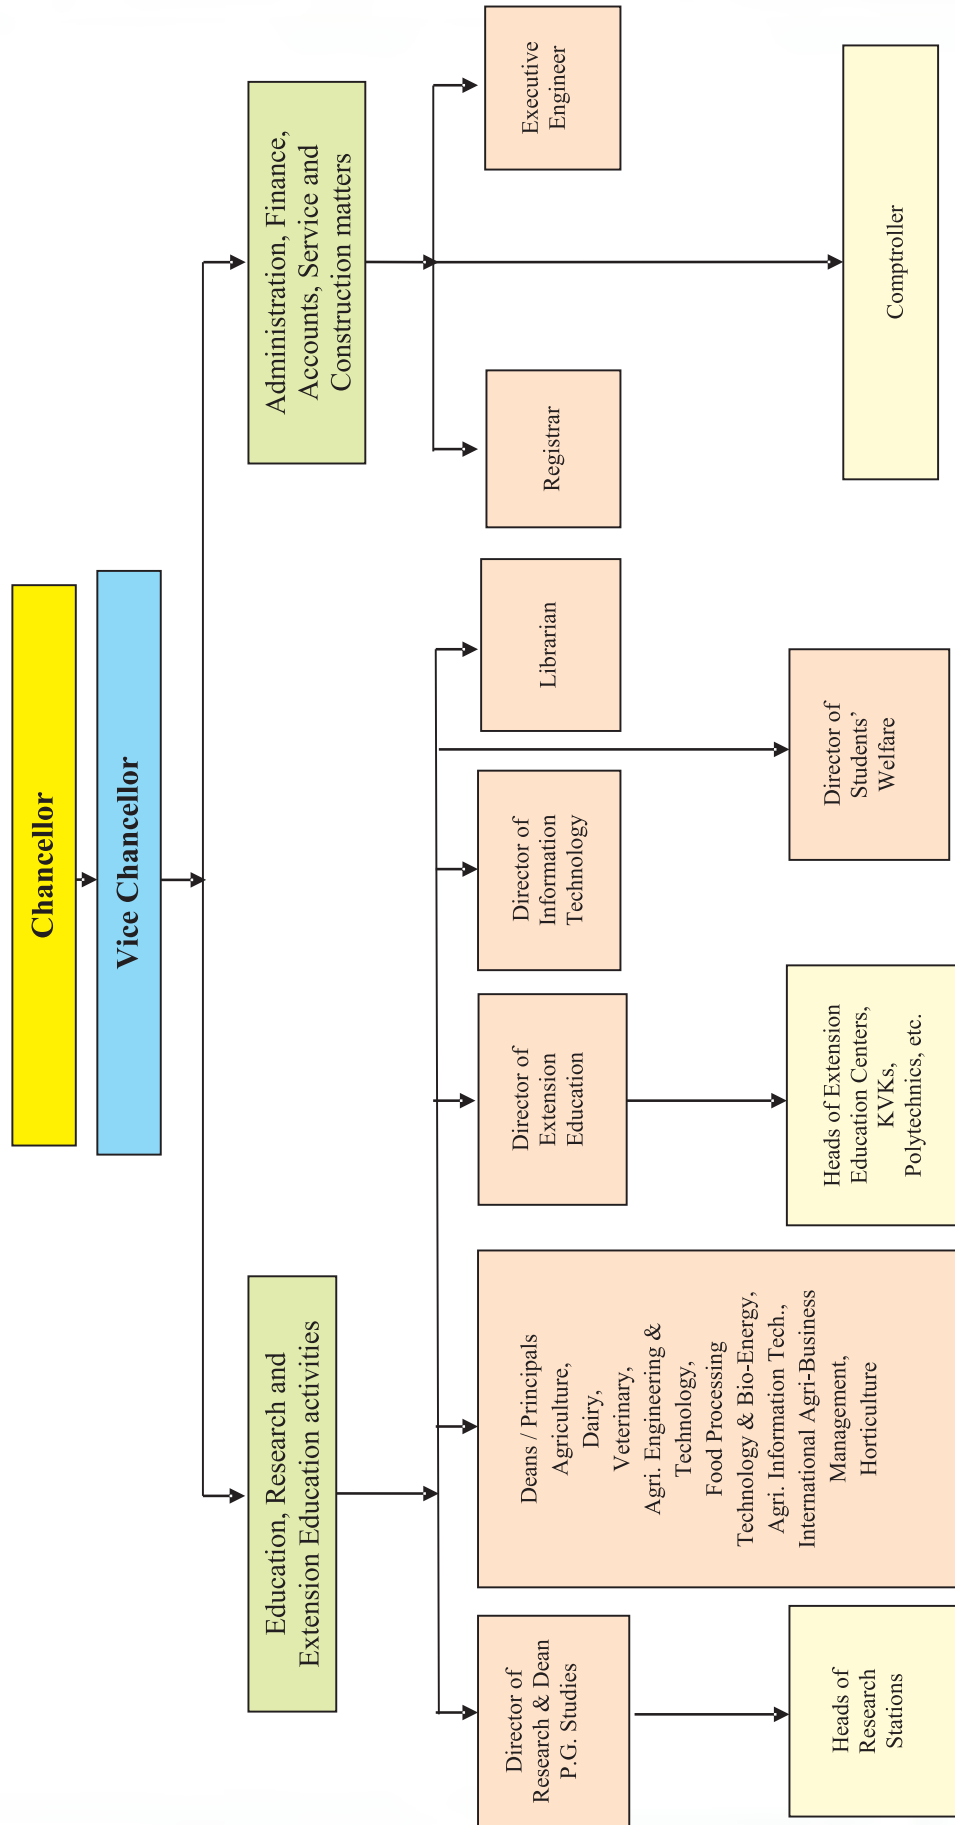 Chancellor
Vice Chancellor
Education, Research and
Extension Education activities
Administration, Finance,
Accounts, Service and
Construction matters
Director of
Research & Dean
P.G. Studies
Deans / Principals
Agriculture,
Dairy,
Veterinary,
Agri. Engineering &
Technology,
Food Processing
Technology & Bio-Energy,
Agri. Information Tech.,
International Agri-Business
Management,
Horticulture
Director of
Extension
Education
Director of
Information
Technology
Librarian
Registrar
Executive
Engineer
Heads of
Research
Stations
Heads of Extension
Education Centers,
KVKs,
Polytechnics, etc.
Director of
Students’
Welfare
Comptroller